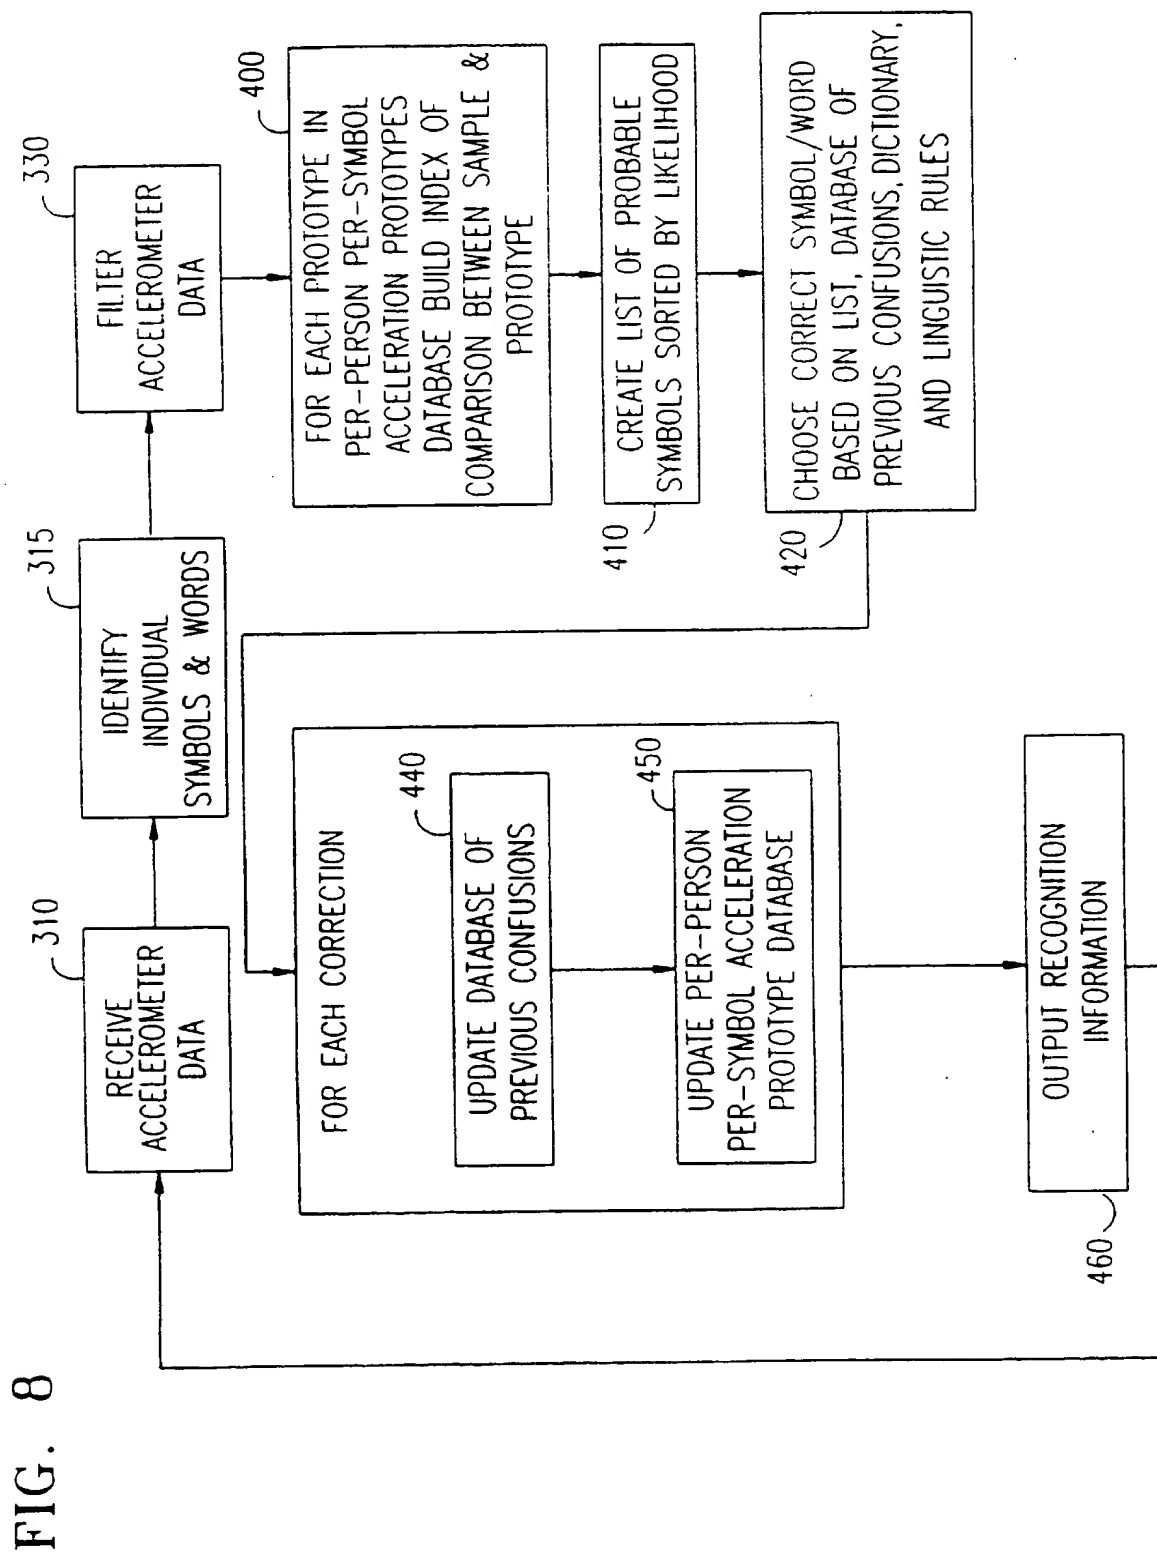 FIG. 8
310
RECEIVE
ACCELEROMETER
DATA
315
IDENTIFY
INDIVIDUAL
SYMBOLS & WORDS
330
FILTER
ACCELEROMETER
DATA
400
FOR EACH PROTOTYPE IN
PER-PERSON PER-SYMBOL
ACCELERATION PROTOTYPES
DATABASE BUILD INDEX OF
COMPARISON BETWEEN SAMPLE &
PROTOTYPE
410
CREATE LIST OF PROBABLE
SYMBOLS SORTED BY LIKELIHOOD
420
CHOOSE CORRECT SYMBOL/WORD
BASED ON LIST, DATABASE OF
PREVIOUS CONFUSIONS, DICTIONARY,
AND LINGUISTIC RULES
FOR EACH CORRECTION
440
UPDATE DATABASE OF
PREVIOUS CONFUSIONS
450
UPDATE PER-PERSON
PER-SYMBOL ACCELERATION
PROTOTYPE DATABASE
OUTPUT RECOGNITION
INFORMATION
460